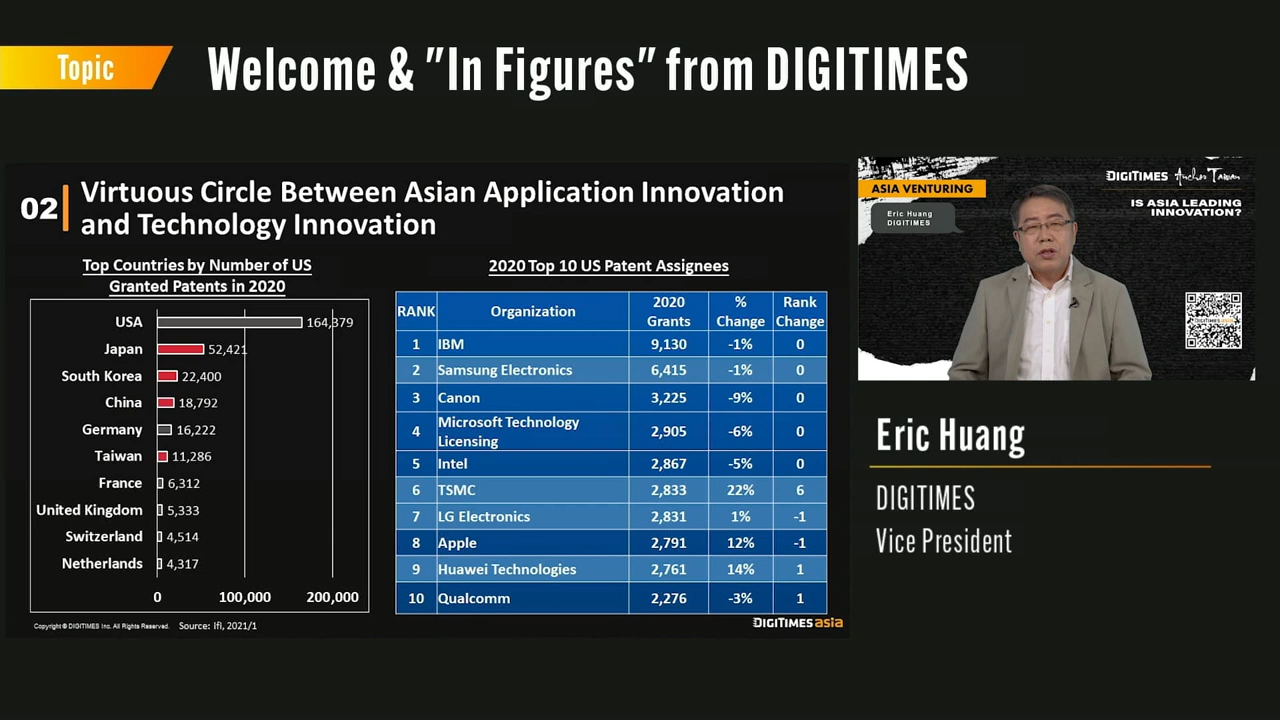 Topic
Welcome & "In Figures" from DIGITIMES
02
Virtuous Circle Between Asian Application Innovation
and Technology Innovation
Top Countries by Number of US
Granted Patents in 2020
USA 164,379
Japan 52,421
South Korea 22,400
China 18,792
Germany 16,222
Taiwan 11,286
France 6,312
United Kingdom 5,333
Switzerland 4,514
Netherlands 4,317
0 100,000 200,000
2020 Top 10 US Patent Assignees
RANK Organization 2020 Grants % Change Rank Change
1 IBM 9,130 -1% 0
2 Samsung Electronics 6,415 -1% 0
3 Canon 3,225 -9% 0
4 Microsoft Technology Licensing 2,905 -6% 0
5 Intel 2,867 -5% 0
6 TSMC 2,833 22% 6
7 LG Electronics 2,831 1% -1
8 Apple 2,791 12% -1
9 Huawei Technologies 2,761 14% 1
10 Qualcomm 2,276 -3% 1
Copyright © DIGITIMES Inc. All Rights Reserved. Source: ifi, 2021/1
DIGITIMES asia
ASIA VENTURING
Eric Huang
DIGITIMES
DIGITIMES Anchor Taiwan
IS ASIA LEADING
INNOVATION?
DIGITIMES asia
Eric Huang
DIGITIMES
Vice President